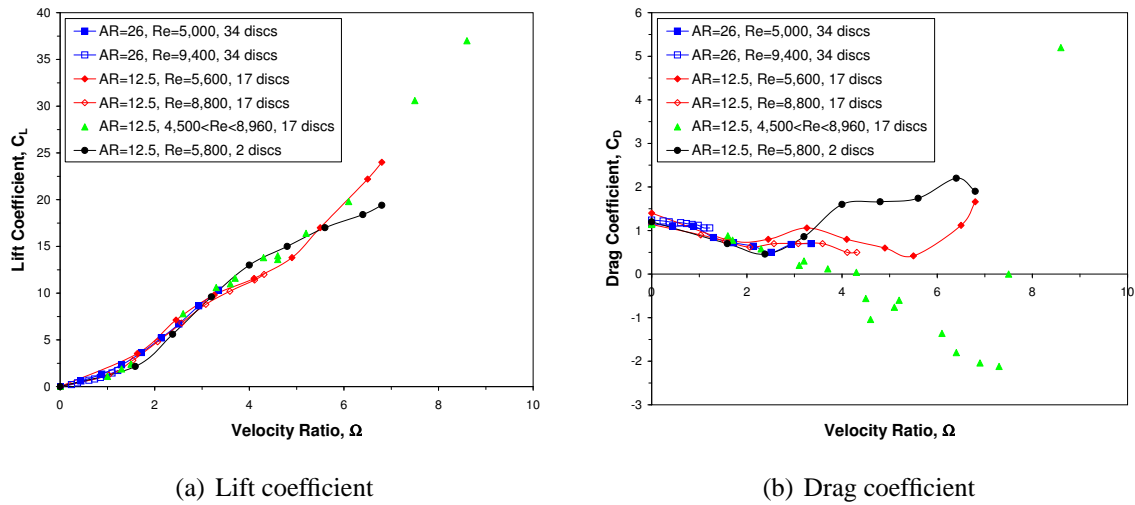 40
35
30
25
20
15
10
5
0
Lift Coefficient, C_L
AR=26, Re=5,000, 34 discs
AR=26, Re=9,400, 34 discs
AR=12.5, Re=5,600, 17 discs
AR=12.5, Re=8,800, 17 discs
AR=12.5, 4,500<Re<8,960, 17 discs
AR=12.5, Re=5,800, 2 discs
0 2 4 6 8 10
Velocity Ratio, Ω
(a) Lift coefficient
6
5
4
3
2
1
0
-1
-2
-3
Drag Coefficient, C_D
AR=26, Re=5,000, 34 discs
AR=26, Re=9,400, 34 discs
AR=12.5, Re=5,600, 17 discs
AR=12.5, Re=8,800, 17 discs
AR=12.5, 4,500<Re<8,960, 17 discs
AR=12.5, Re=5,800, 2 discs
0 2 4 6 8 10
Velocity Ratio, Ω
(b) Drag coefficient